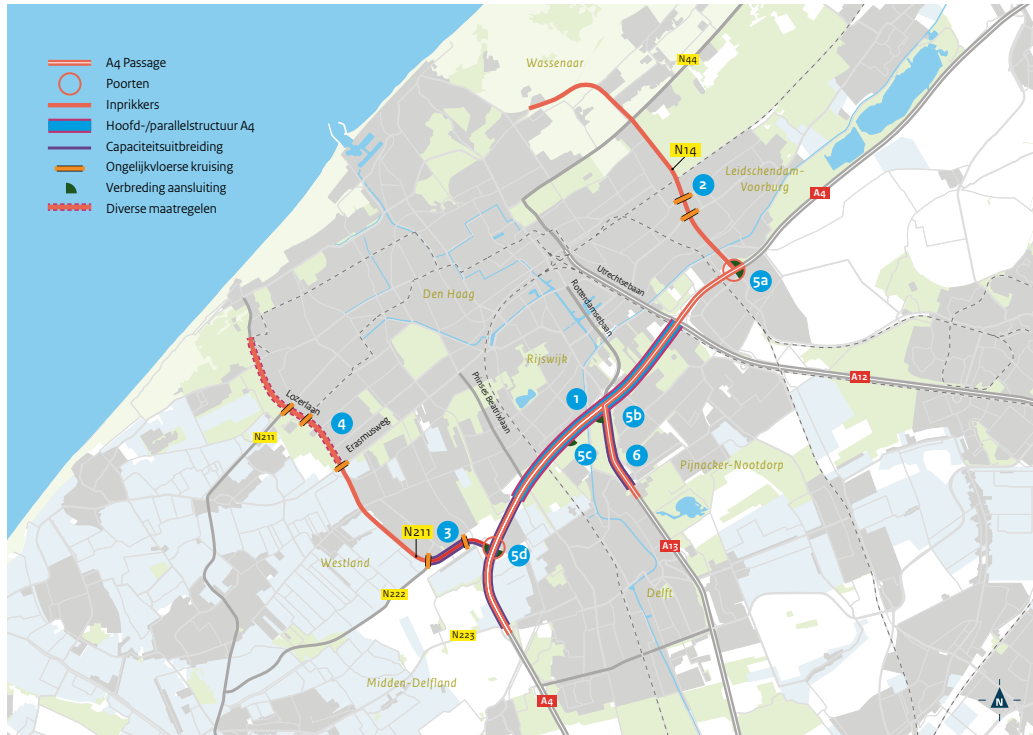 A4 Passage
Poorten
Inprikkers
Hoofd-/parallelstructuur A4
Capaciteitsuitbreiding
Ongelijkvloerse kruising
Verbreding aansluiting
Diverse maatregelen
Wassenaar
N44
N14
2
Leidschendam-
Voorburg
A4
5a
Utrechtsebaan
Rotterdamsebaan
Den Haag
Rijswijk
Prinses Beatrixlaan
A12
1
5b
5c
6
Lozerlaan
4
Erasmusweg
N211
Pijnacker-Nootdorp
N211
3
5d
A13
Westland
N222
Delft
N223
Midden-Delfland
A4
N